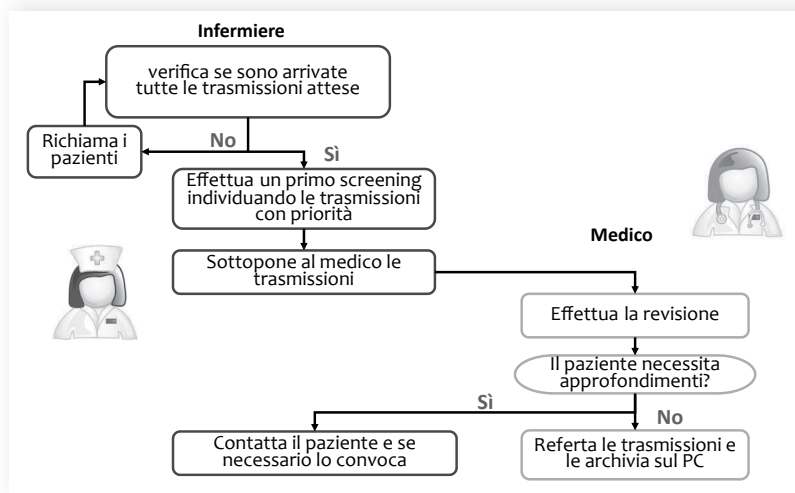 Infermiere
verifica se sono arrivate
tutte le trasmissioni attese
No
Richiama i
pazienti
Sì
Effettua un primo screening
individuando le trasmissioni
con priorità
Medico
Sottopone al medico le
trasmissioni
Effettua la revisione
Il paziente necessita
approfondimenti?
Sì
No
Contatta il paziente e se
necessario lo convoca
Referta le trasmissioni e
le archivia sul PC